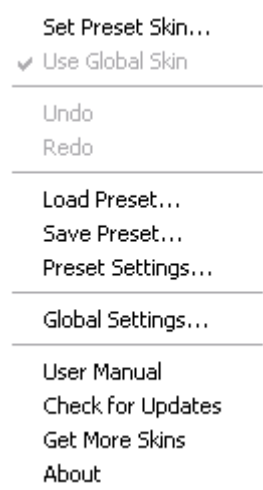 Set Preset Skin...
Use Global Skin
Undo
Redo
Load Preset...
Save Preset...
Preset Settings...
Global Settings...
User Manual
Check for Updates
Get More Skins
About